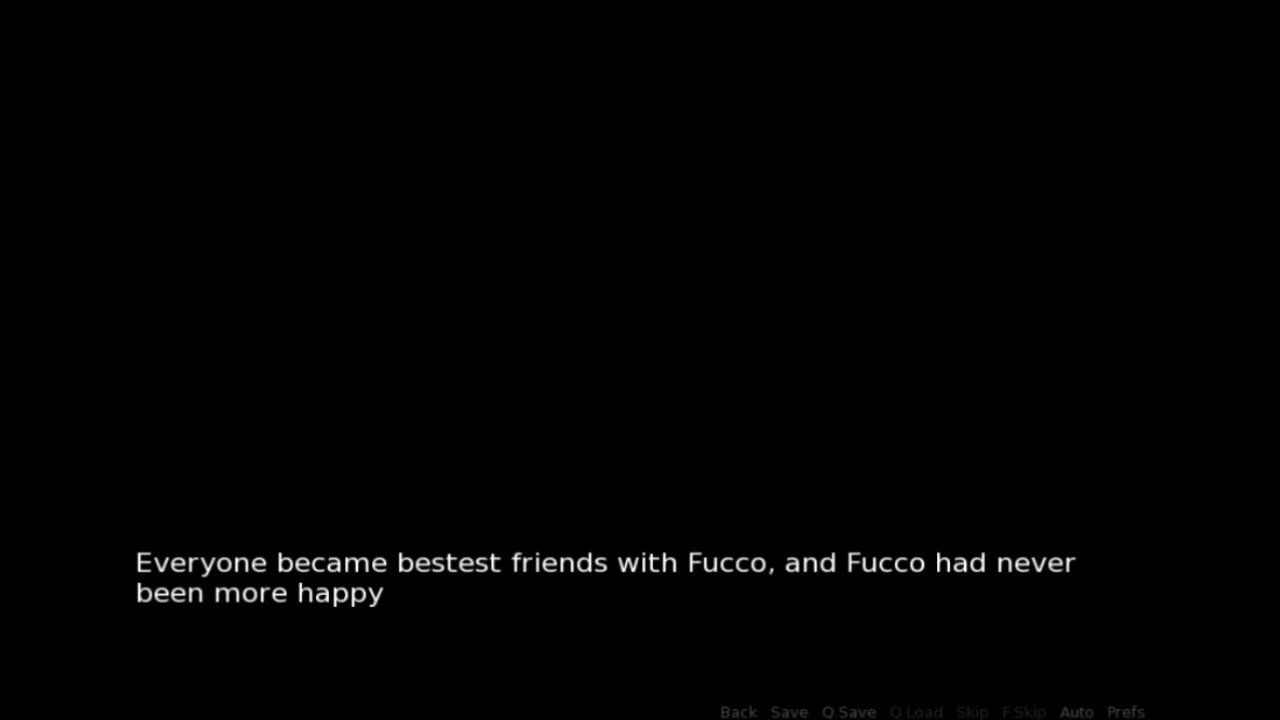 Everyone became bestest friends with Fucco, and Fucco had never
been more happy
Back Save Q.Save Q.Load Skip F.Skip Auto Prefs